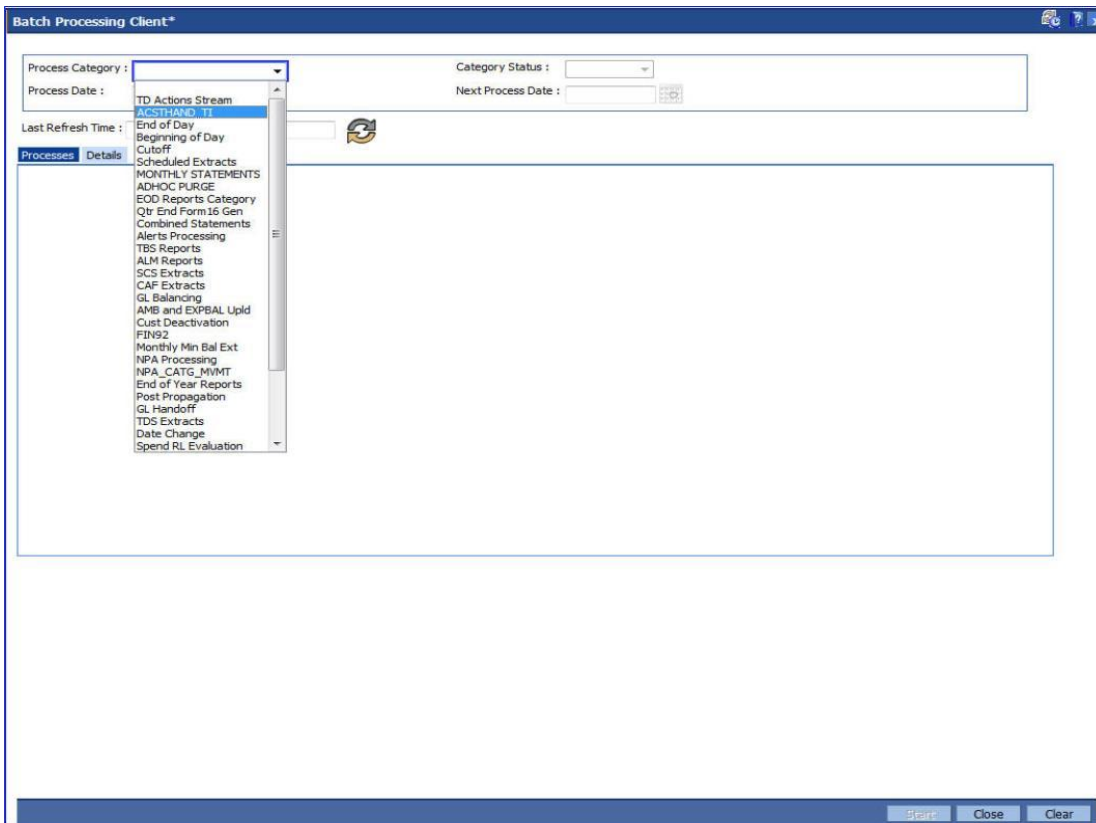 Batch Processing Client*
Process Category :
Category Status :
Process Date :
Next Process Date :
Last Refresh Time :
Processes Details
TD Actions Stream
ACSTHAND_TI
End of Day
Beginning of Day
Cutoff
Scheduled Extracts
MONTHLY STATEMENTS
ADHOC PURGE
EOD Reports Category
Qtr End Form16 Gen
Combined Statements
Alerts Processing
TBS Reports
ALM Reports
SCS Extracts
CAF Extracts
GL Balancing
AMB and EXPBAL Upld
Cust Deactivation
FIN92
Monthly Min Bal Ext
NPA Processing
NPA_CATG_MVMT
End of Year Reports
Post Propagation
GL Handoff
TDS Extracts
Date Change
Spend RL Evaluation
Start Close Clear